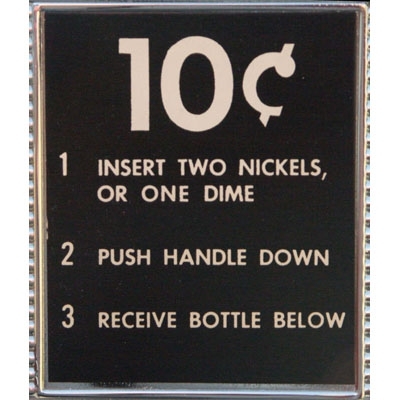 10¢
1 INSERT TWO NICKELS,
OR ONE DIME
2 PUSH HANDLE DOWN
3 RECEIVE BOTTLE BELOW